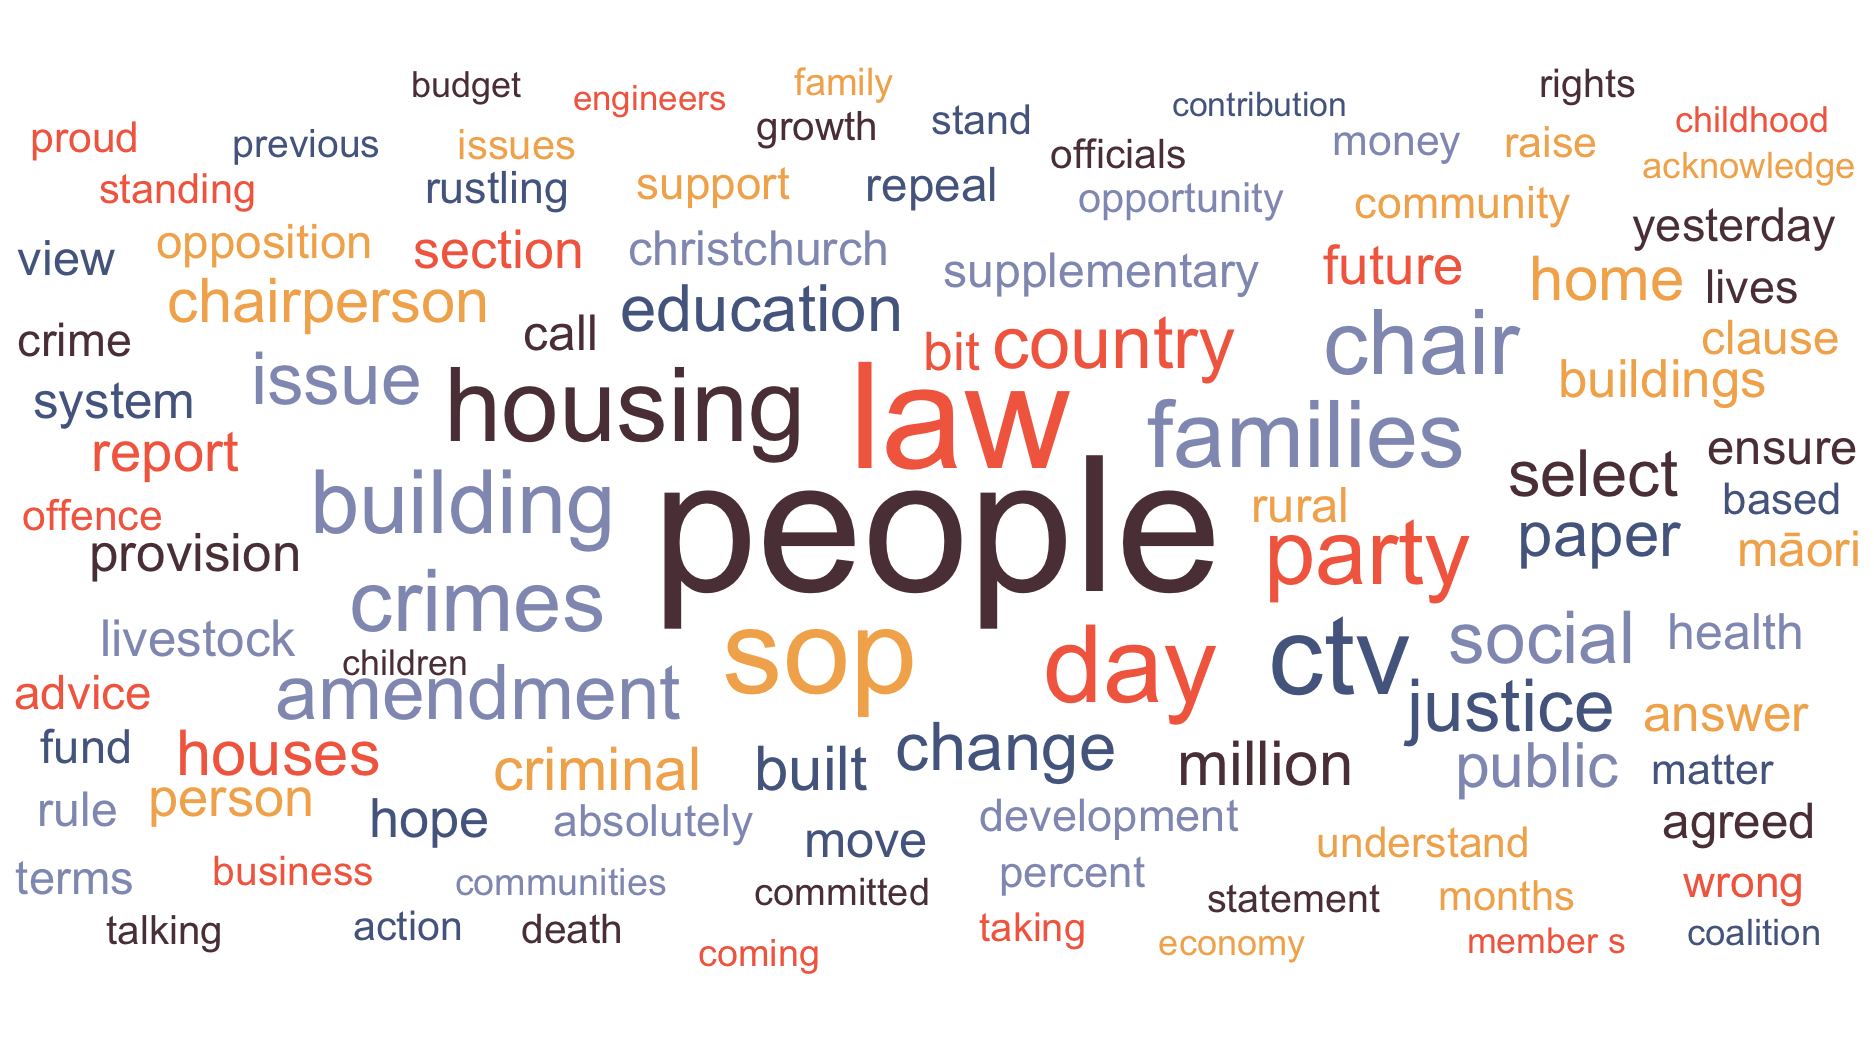 budget
engineers
family
rights
proud
previous
issues
growth
stand
contribution
officials
money
raise
childhood
acknowledge
standing
rustling
support
repeal
opportunity
community
yesterday
view
opposition
section
christchurch
supplementary
future
home
lives
chairperson
education
crime
call
bit
country
chair
clause
system
issue
housing
law
families
buildings
report
building
people
rural
select
ensure
based
offence
provision
party
paper
māori
crimes
livestock
children
sop
day
ctv
social
health
advice
amendment
justice
answer
fund
houses
criminal
built
change
million
public
matter
rule
person
hope
absolutely
move
development
understand
agreed
terms
business
communities
committed
percent
statement
months
wrong
talking
action
death
coming
taking
economy
member s
coalition